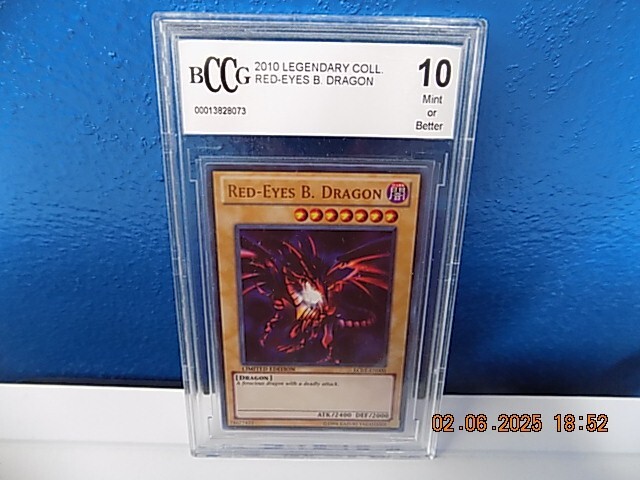 BCCG
2010 LEGENDARY COLL.
RED-EYES B. DRAGON
00013828073
10
Mint
or
Better
RED-EYES B. DRAGON
LIMITED EDITION
[DRAGON]
A ferocious dragon with a deadly attack.
ATK/2400 DEF/2000
02.06.2025 18:52